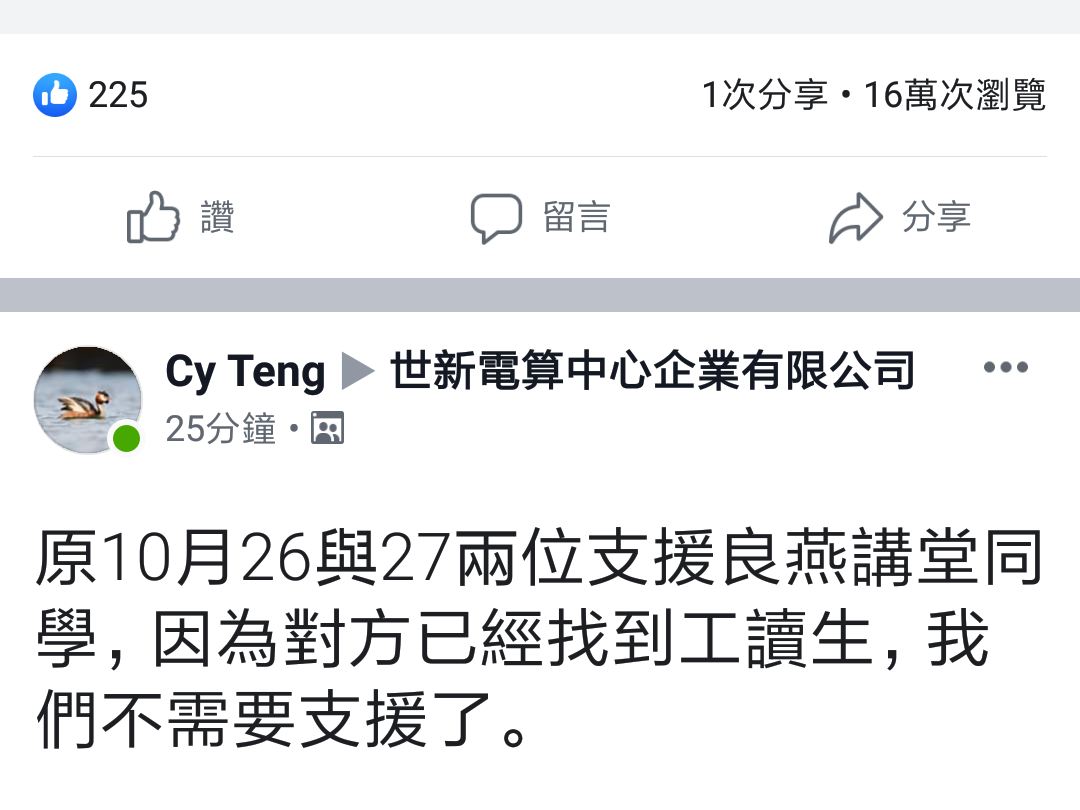 225 1次分享·16萬次瀏覽
讚 留言 分享
Cy Teng ▶ 世新電算中心企業有限公司
25分鐘·
原10月26與27兩位支援良燕講堂同
學，因為對方已經找到工讀生，我
們不需要支援了。